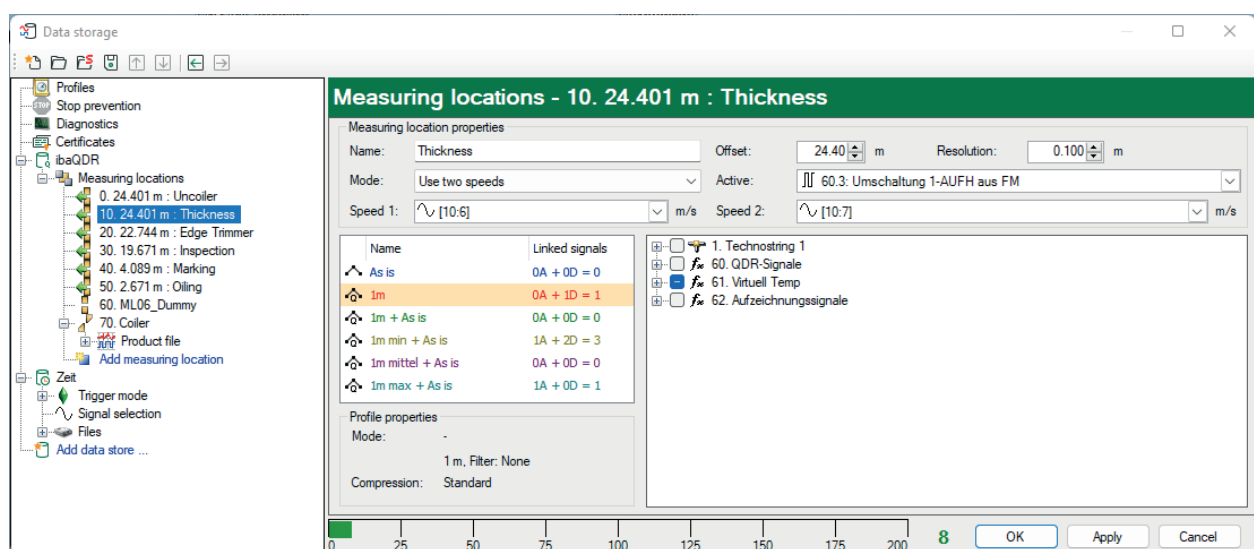 Data storage
Profiles
Stop prevention
Diagnostics
Certificates
ibaQDR
Measuring locations
0. 24.401 m : Uncoiler
10. 24.401 m : Thickness
20. 22.744 m : Edge Trimmer
30. 19.671 m : Inspection
40. 4.089 m : Marking
50. 2.671 m : Oiling
60. ML06_Dummy
70. Coiler
Product file
Add measuring location
Zeit
Trigger mode
Signal selection
Files
Add data store ...
Measuring locations - 10. 24.401 m : Thickness
Measuring location properties
Name: Thickness Offset: 24.40 m Resolution: 0.100 m
Mode: Use two speeds Active: 60.3: Umschaltung 1-AUFH aus FM
Speed 1: [10:6] m/s Speed 2: [10:7] m/s
Name Linked signals
As is 0A + 0D = 0
1m 0A + 1D = 1
1m + As is 0A + 0D = 0
1m min + As is 1A + 2D = 3
1m mittel + As is 0A + 0D = 0
1m max + As is 1A + 0D = 1
1. Technostring 1
60. QDR-Signale
61. Virtuell Temp
62. Aufzeichnungssignale
Profile properties
Mode: -
1 m, Filter: None
Compression: Standard
0 25 50 75 100 125 150 175 200 8 OK Apply Cancel